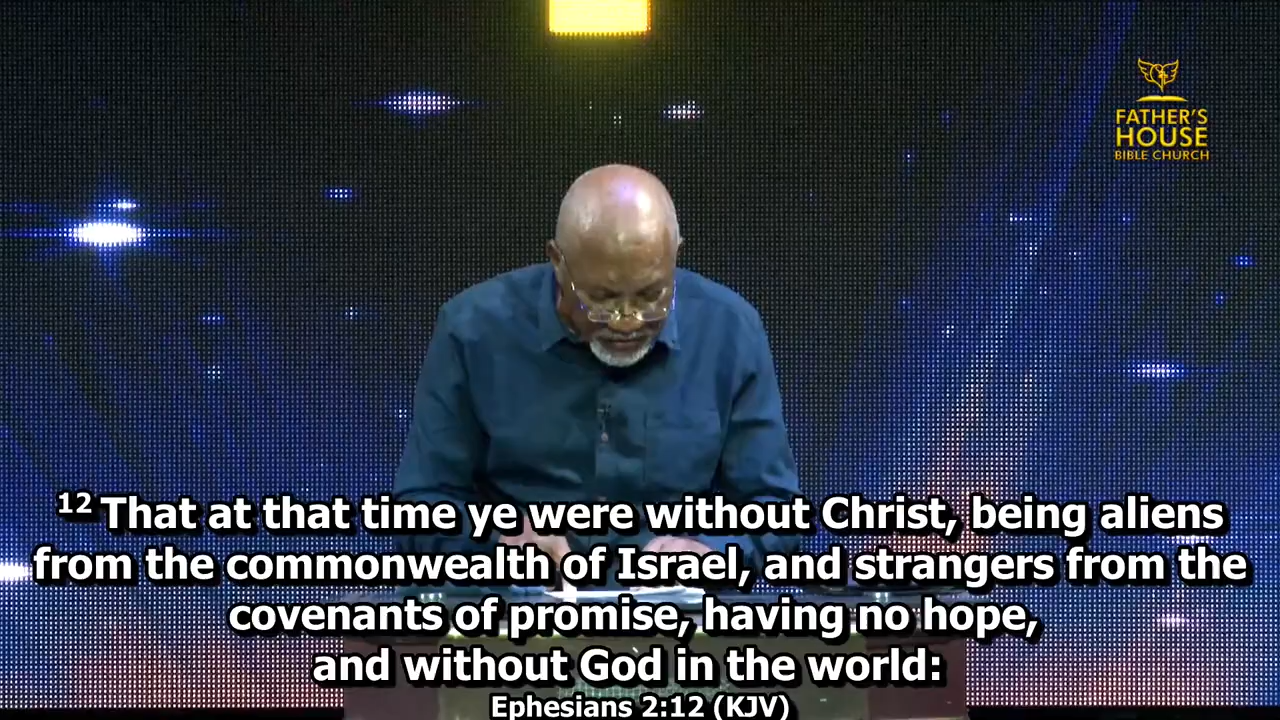 FATHER'S
HOUSE
BIBLE CHURCH
12 That at that time ye were without Christ, being aliens
from the commonwealth of Israel, and strangers from the
covenants of promise, having no hope,
and without God in the world:
Ephesians 2:12 (KJV)